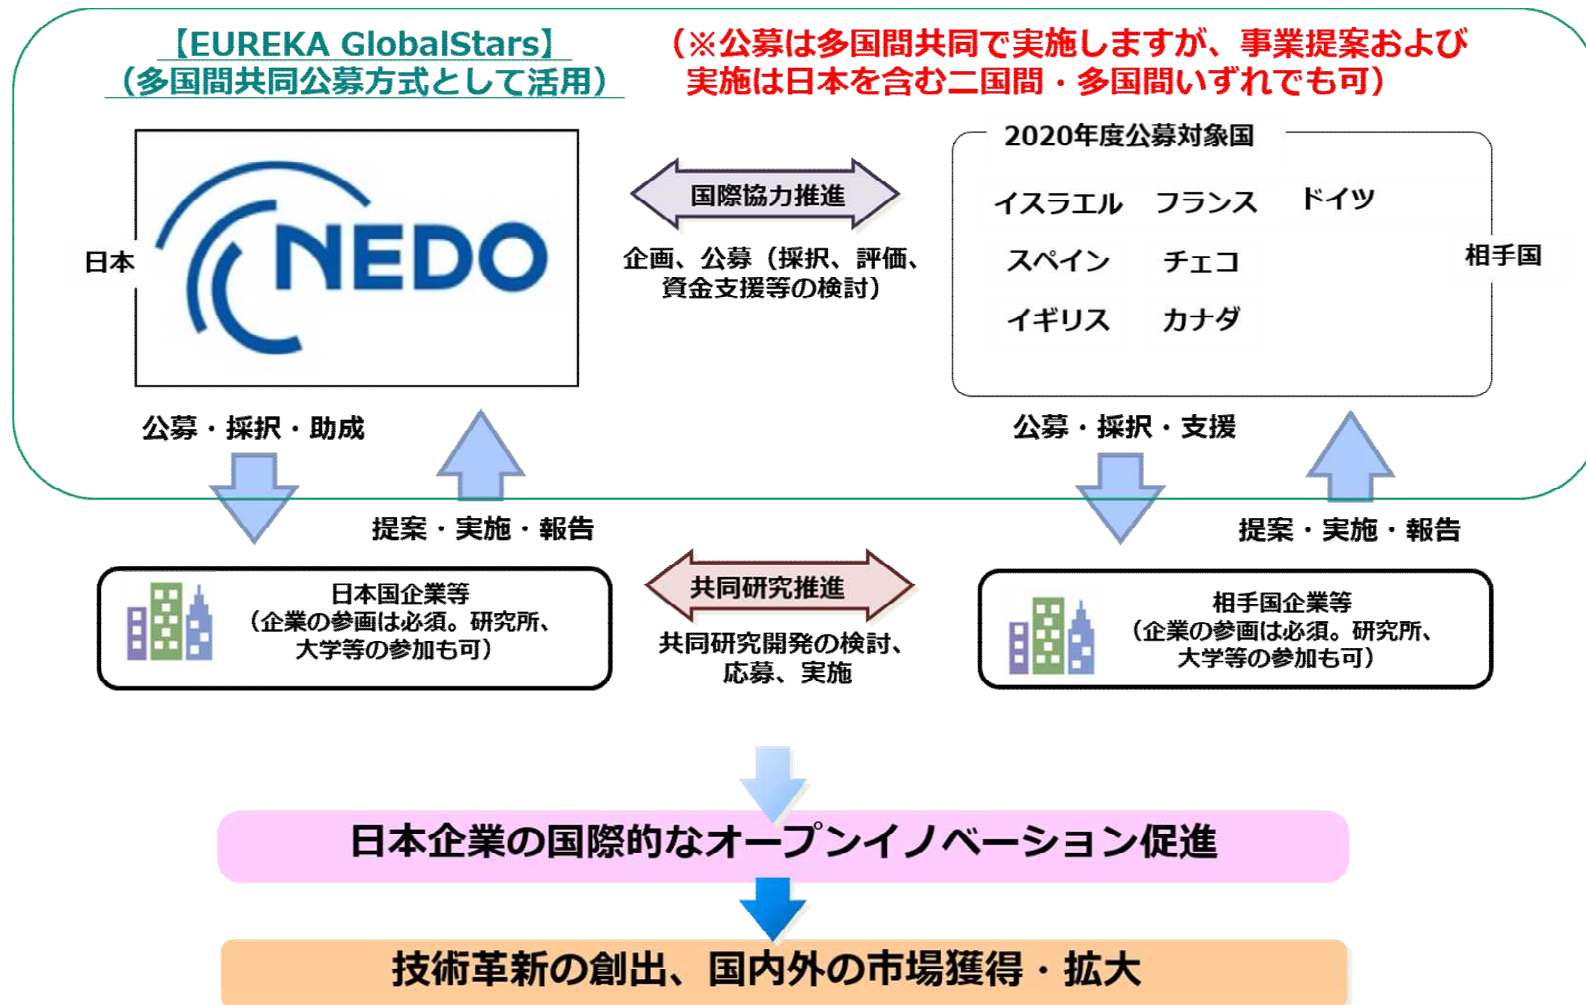 【EUREKA GlobalStars】
（多国間共同公募方式として活用）
（※公募は多国間共同で実施しますが、事業提案および
実施は日本を含む二国間・多国間いずれでも可）
日本
NEDO
国際協力推進
企画、公募（採択、評価、
資金支援等の検討）
2020年度公募対象国
イスラエル フランス ドイツ
スペイン チェコ
イギリス カナダ
相手国
公募・採択・助成
提案・実施・報告
公募・採択・支援
提案・実施・報告
日本国企業等
（企業の参画は必須。研究所、
大学等の参加も可）
共同研究推進
共同研究開発の検討、
応募、実施
相手国企業等
（企業の参画は必須。研究所、
大学等の参加も可）
日本企業の国際的なオープンイノベーション促進
技術革新の創出、国内外の市場獲得・拡大